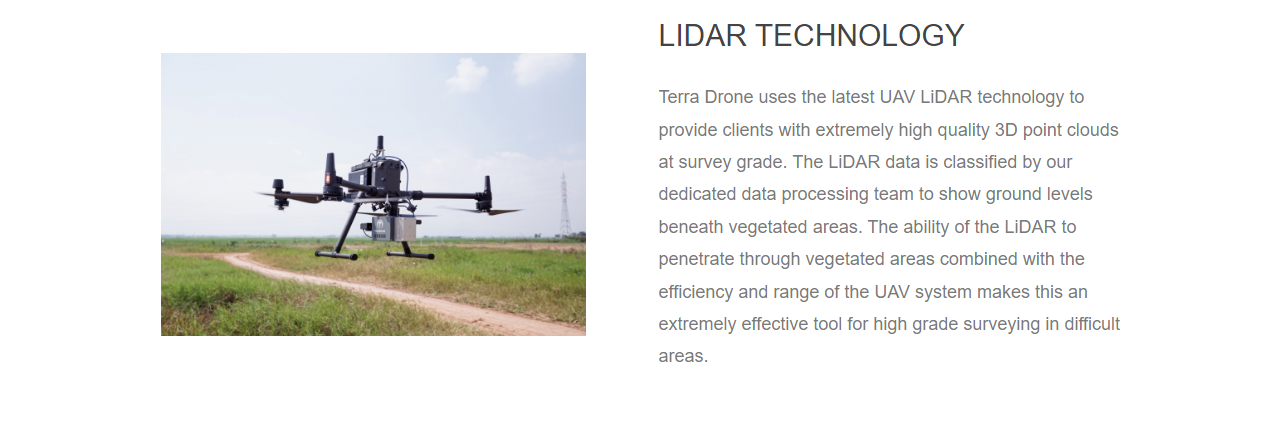 LIDAR TECHNOLOGY
Terra Drone uses the latest UAV LiDAR technology to
provide clients with extremely high quality 3D point clouds
at survey grade. The LiDAR data is classified by our
dedicated data processing team to show ground levels
beneath vegetated areas. The ability of the LiDAR to
penetrate through vegetated areas combined with the
efficiency and range of the UAV system makes this an
extremely effective tool for high grade surveying in difficult
areas.